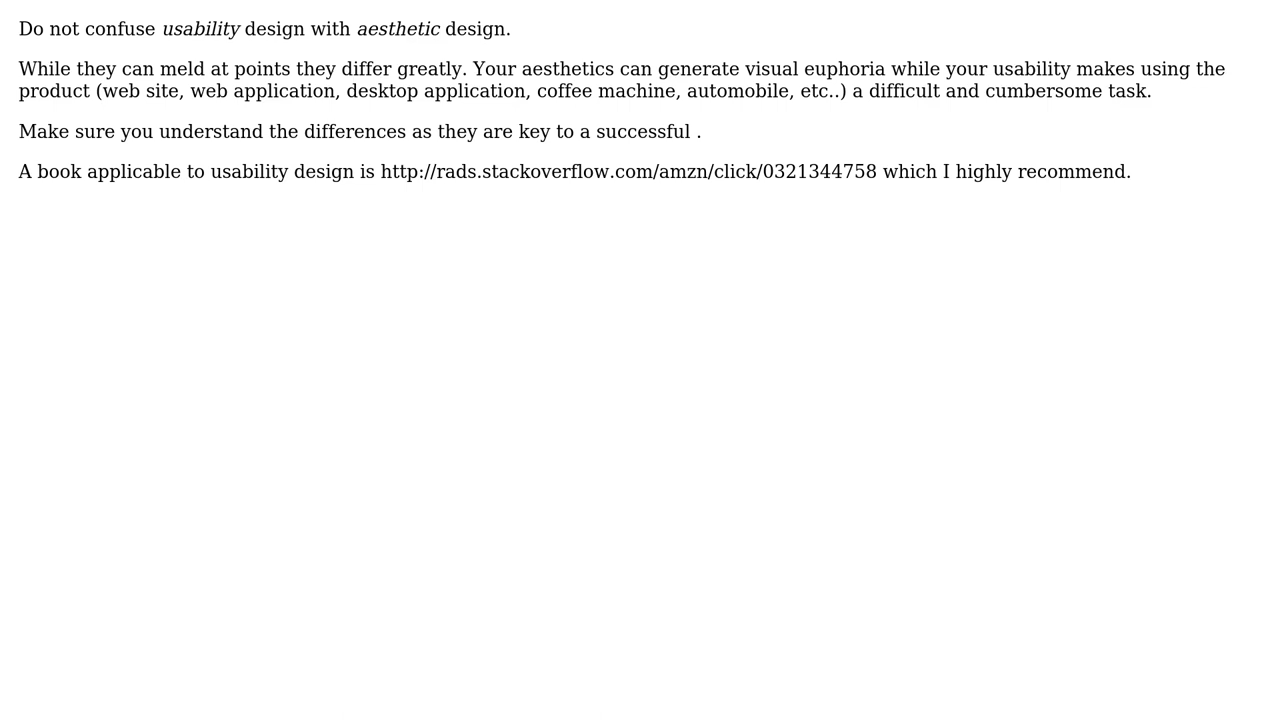 Do not confuse usability design with aesthetic design.
While they can meld at points they differ greatly. Your aesthetics can generate visual euphoria while your usability makes using the
product (web site, web application, desktop application, coffee machine, automobile, etc..) a difficult and cumbersome task.
Make sure you understand the differences as they are key to a successful .
A book applicable to usability design is http://rads.stackoverflow.com/amzn/click/0321344758 which I highly recommend.